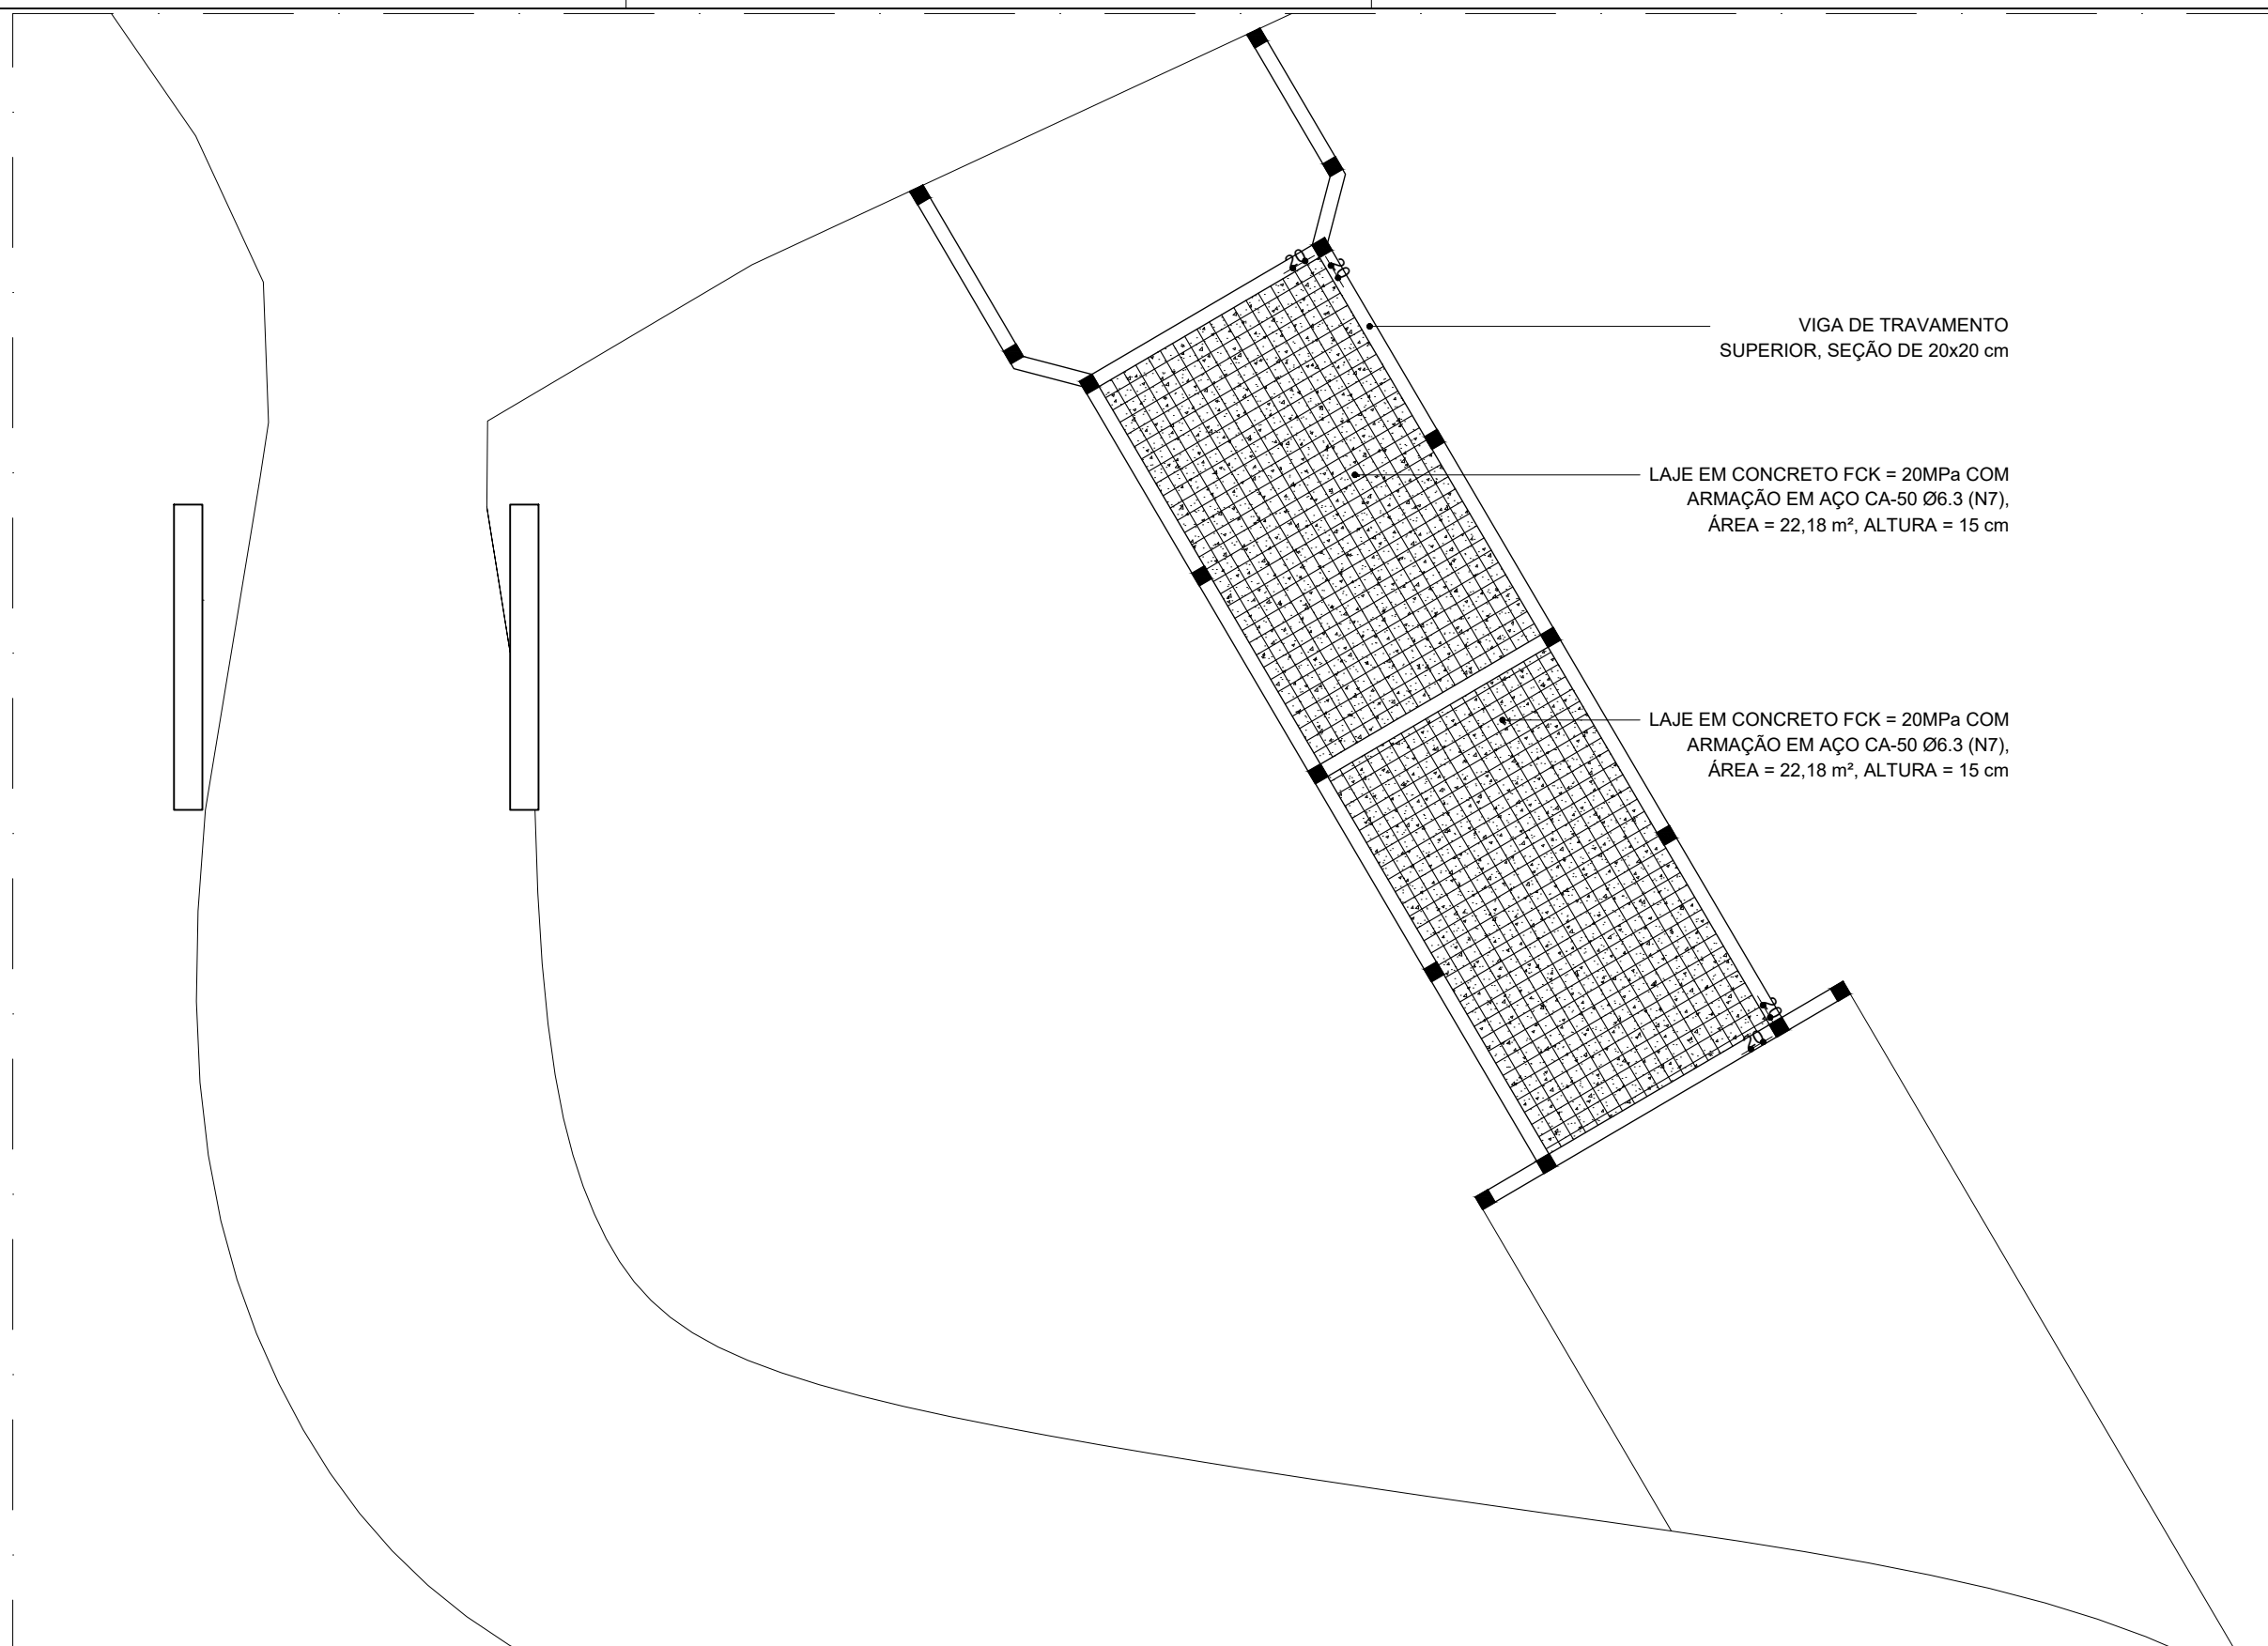 20
20
VIGA DE TRAVAMENTO
SUPERIOR, SEÇÃO DE 20x20 cm
LAJE EM CONCRETO FCK = 20MPa COM
ARMAÇÃO EM AÇO CA-50 Ø6.3 (N7),
ÁREA = 22,18 m², ALTURA = 15 cm
LAJE EM CONCRETO FCK = 20MPa COM
ARMAÇÃO EM AÇO CA-50 Ø6.3 (N7),
ÁREA = 22,18 m², ALTURA = 15 cm
20
20